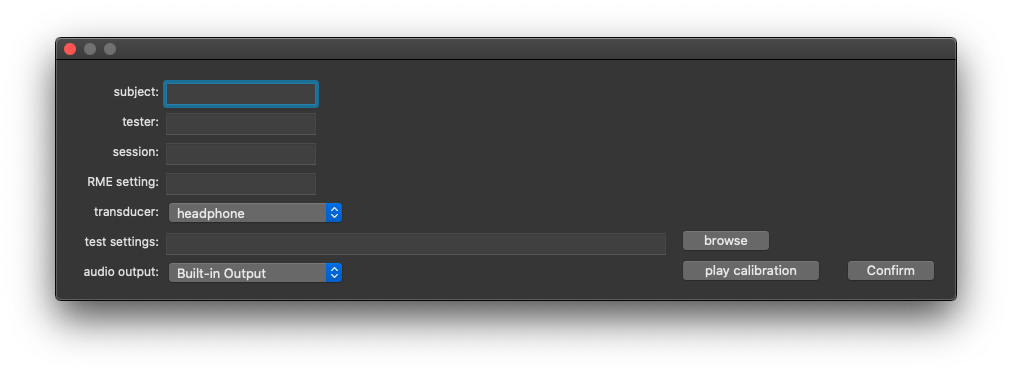 subject:
tester:
session:
RME setting:
transducer: headphone
test settings: browse
audio output: Built-in Output play calibration Confirm